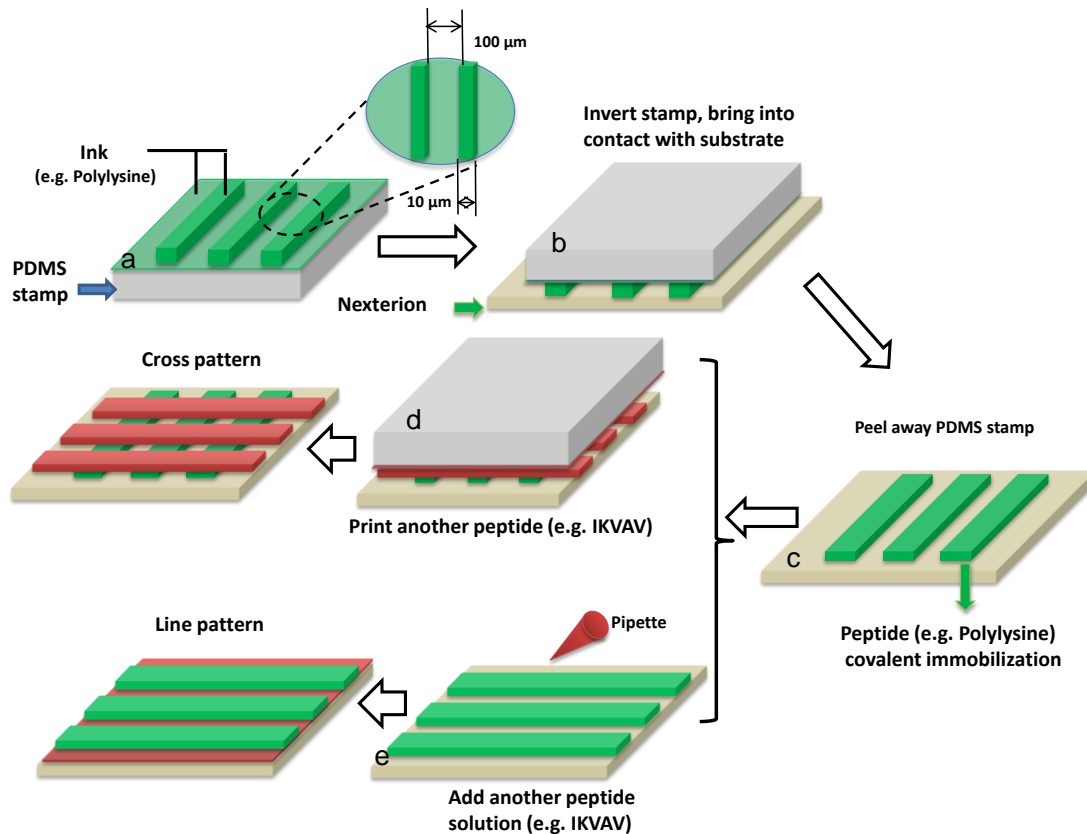 100 µm
Ink
(e.g. Polylysine)
10 µm
a
PDMS
stamp
Invert stamp, bring into
contact with substrate
b
Nexterion
Cross pattern
d
Print another peptide (e.g. IKVAV)
Peel away PDMS stamp
c
Peptide (e.g. Polylysine)
covalent immobilization
Line pattern
Pipette
e
Add another peptide
solution (e.g. IKVAV)